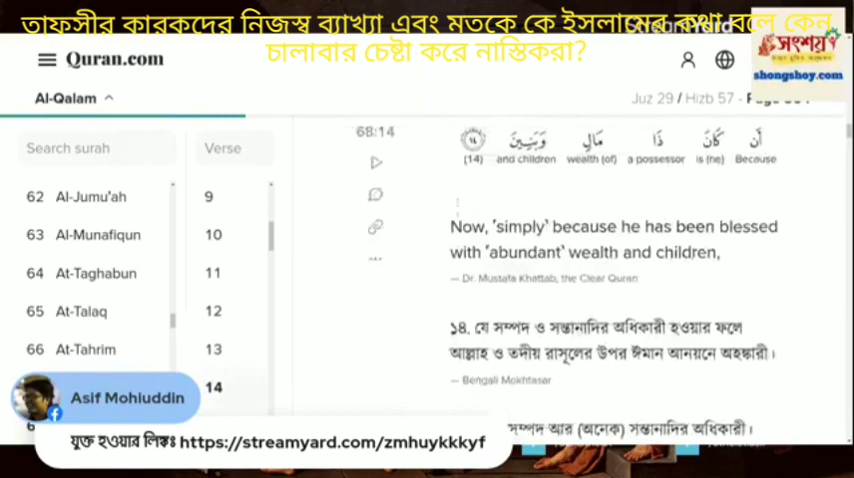 তাফসীর কারকদের নিজস্ব ব্যাখ্যা এবং মতকে কে ইসলামের কথা বলে কেন
চালাবার চেষ্টা করে নাস্তিকরা?
Quran.com
সংশয়
shongshoy.com
Al-Qalam
Juz 29 / Hizb 57 -
Search surah
Verse
62 Al-Jumu'ah
63 Al-Munafiqun
64 At-Taghabun
65 At-Talaq
66 At-Tahrim
9
10
11
12
13
14
68:14
أَن كَانَ ذَا مَالٍ وَبَنِينَ ١٤
(14) and children wealth (of) a possessor is (he) Because
Now, ˹simply˺ because he has been blessed
with ˹abundant˺ wealth and children,
— Dr. Mustafa Khattab, the Clear Quran
১৪. যে সম্পদ ও সন্তানাদির অধিকারী হওয়ার ফলে
আল্লাহ ও তদীয় রাসূলের উপর ঈমান আনয়নে অহঙ্কারী।
— Bengali Mokhtasar
সম্পদ আর (অনেক) সন্তানাদির অধিকারী।
Asif Mohiuddin
যুক্ত হওয়ার লিঙ্কঃ https://streamyard.com/zmhuykkkyf